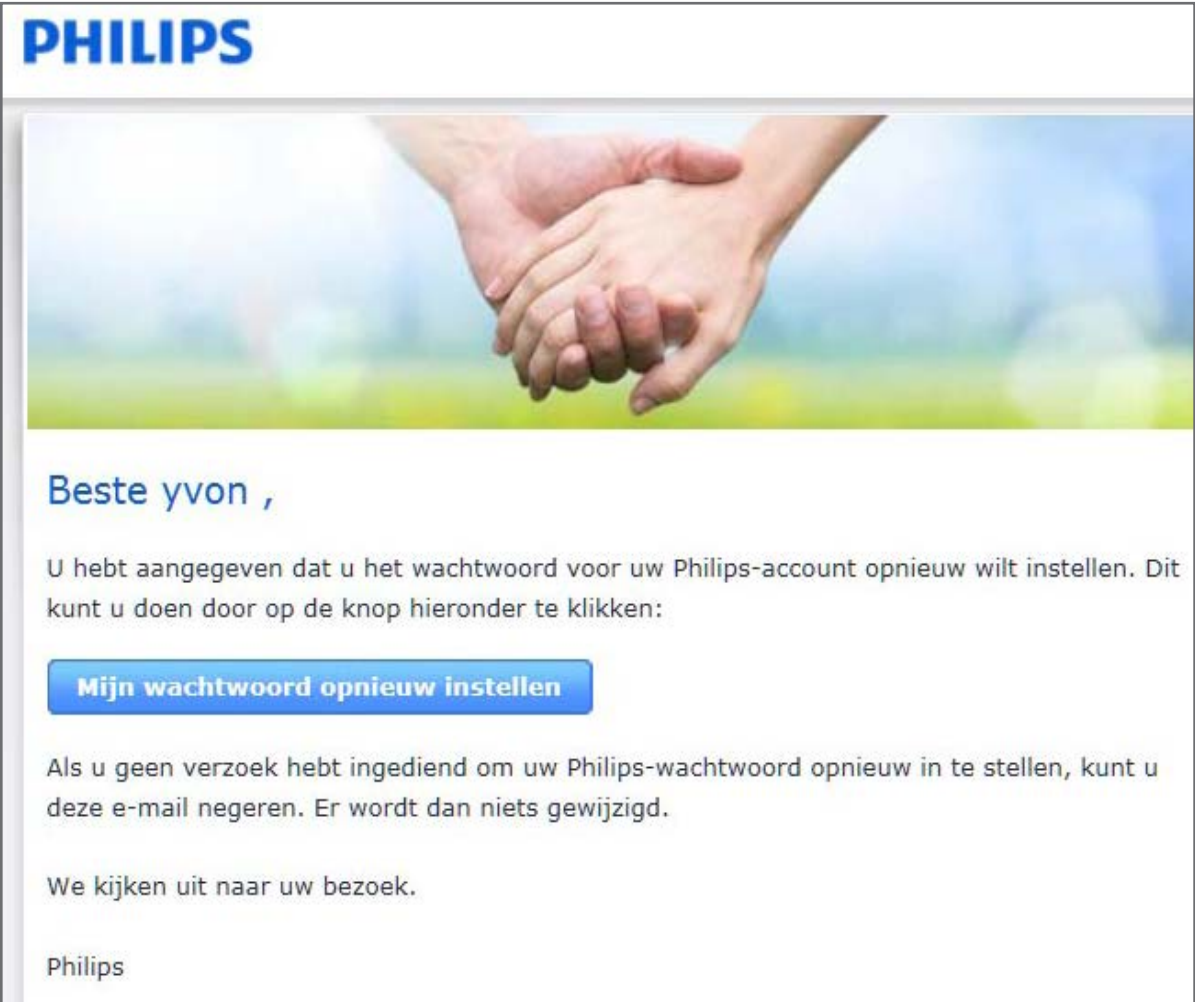 PHILIPS
Beste yvon ,
U hebt aangegeven dat u het wachtwoord voor uw Philips-account opnieuw wilt instellen. Dit
kunt u doen door op de knop hieronder te klikken:
Mijn wachtwoord opnieuw instellen
Als u geen verzoek hebt ingediend om uw Philips-wachtwoord opnieuw in te stellen, kunt u
deze e-mail negeren. Er wordt dan niets gewijzigd.
We kijken uit naar uw bezoek.
Philips